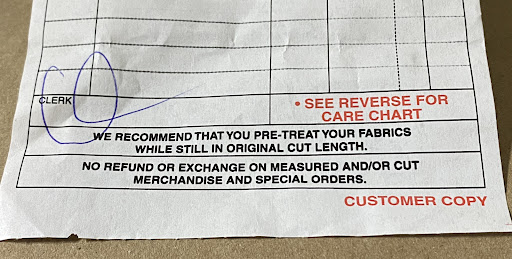 CLERK
• SEE REVERSE FOR
CARE CHART
WE RECOMMEND THAT YOU PRE-TREAT YOUR FABRICS
WHILE STILL IN ORIGINAL CUT LENGTH.
NO REFUND OR EXCHANGE ON MEASURED AND/OR CUT
MERCHANDISE AND SPECIAL ORDERS.
CUSTOMER COPY